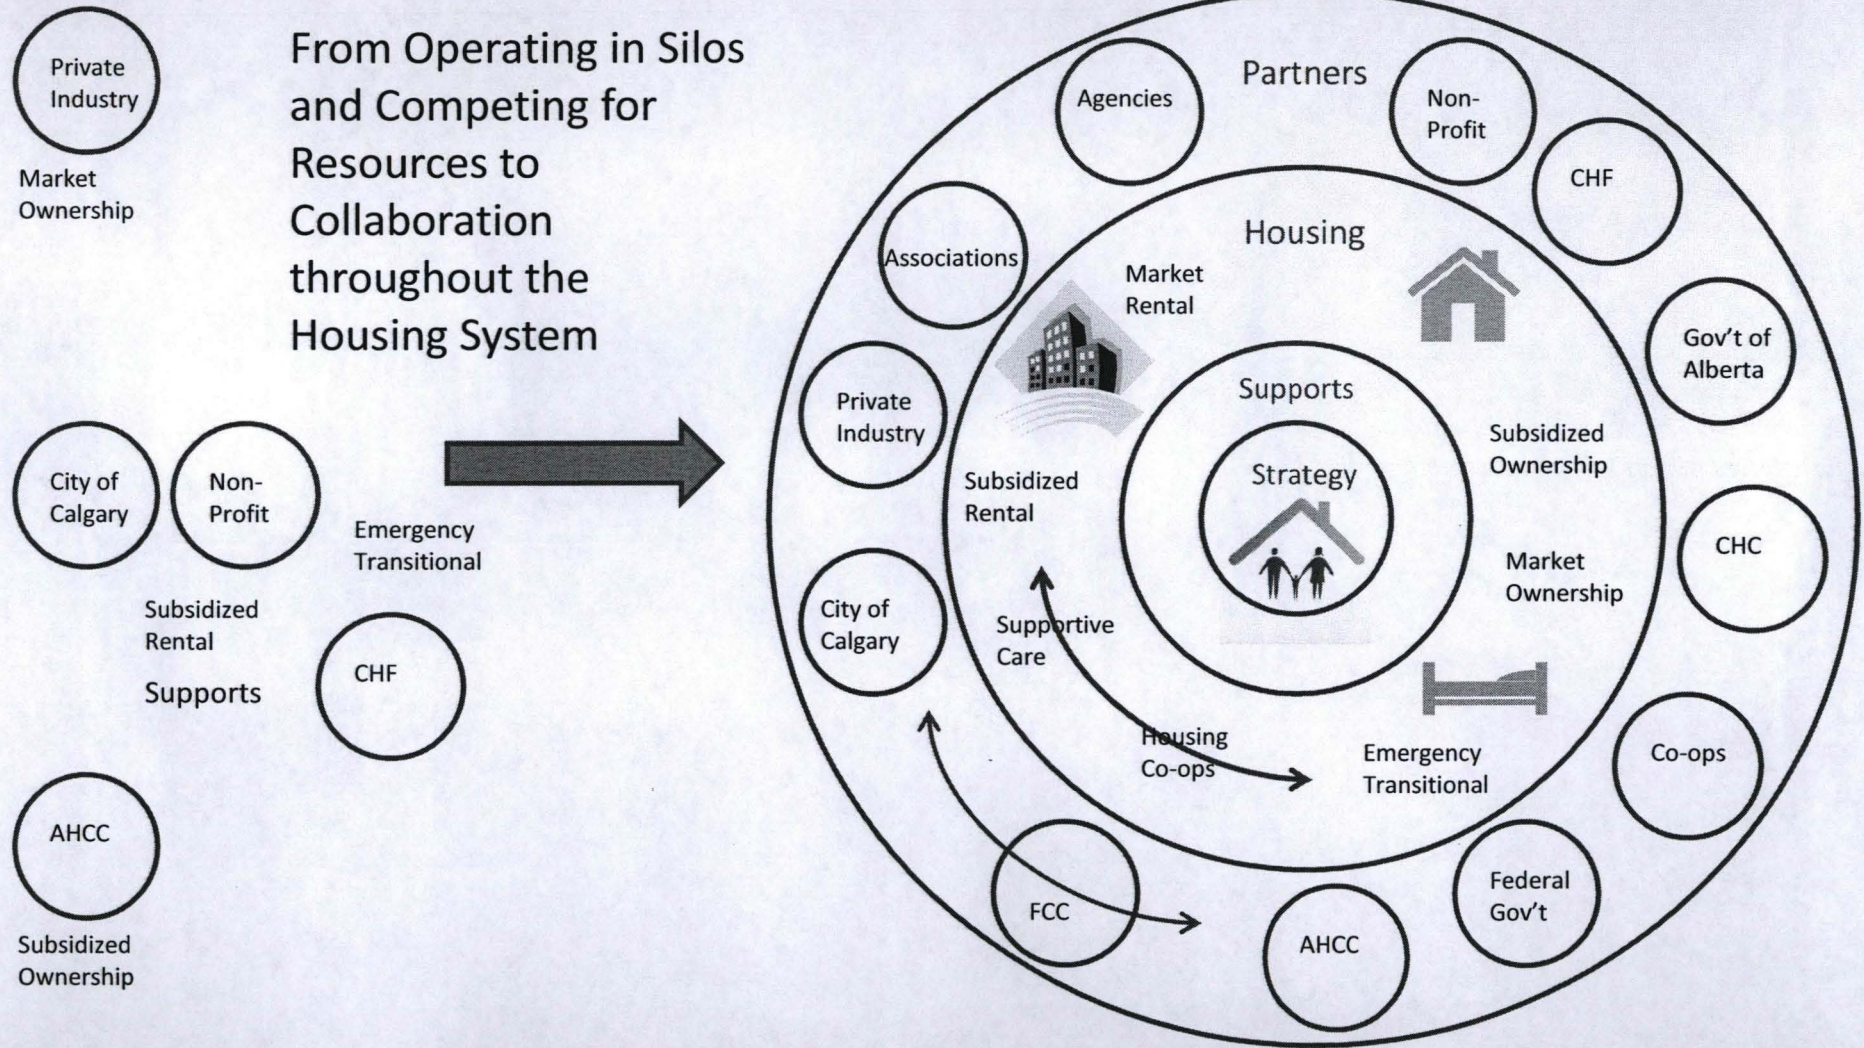 From Operating in Silos
and Competing for
Resources to
Collaboration
throughout the
Housing System
Private
Industry
Market
Ownership
City of
Calgary
Non-
Profit
Emergency
Transitional
Subsidized
Rental
Supports
CHF
AHCC
Subsidized
Ownership
Partners
Agencies
Non-
Profit
CHF
Associations
Gov't of
Alberta
Private
Industry
CHC
City of
Calgary
Co-ops
FCC
AHCC
Federal
Gov't
Housing
Market
Rental
Subsidized
Ownership
Subsidized
Rental
Market
Ownership
Supportive
Care
Housing
Co-ops
Emergency
Transitional
Supports
Strategy